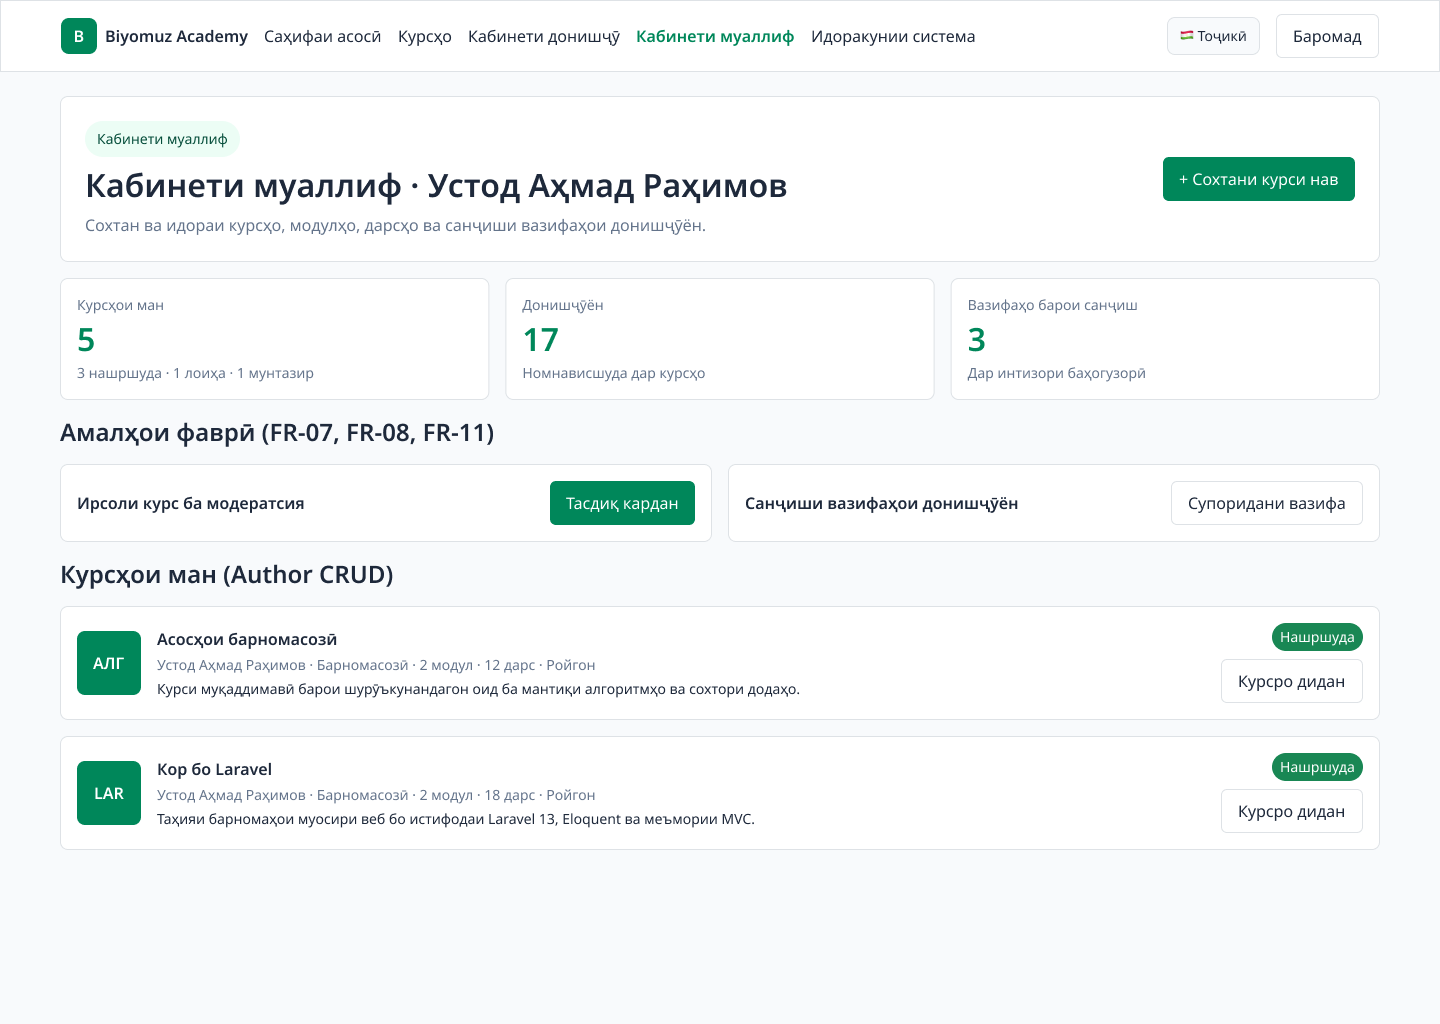 B Biyomuz Academy Саҳифаи асосӣ Курсҳо Кабинети донишҷӯ Кабинети муаллиф Идоракунии система Тоҷикӣ Баромад
Кабинети муаллиф
Кабинети муаллиф · Устод Аҳмад Раҳимов
Сохтан ва идораи курсҳо, модулҳо, дарсҳо ва санҷиши вазифаҳои донишҷӯён.
+ Сохтани курси нав
Курсҳои ман
5
3 нашршуда · 1 лоиҳа · 1 мунтазир
Донишҷӯён
17
Номнависшуда дар курсҳо
Вазифаҳо барои санҷиш
3
Дар интизори баҳогузорӣ
Амалҳои фаврӣ (FR-07, FR-08, FR-11)
Ирсоли курс ба модератсия
Тасдиқ кардан
Санҷиши вазифаҳои донишҷӯён
Супоридани вазифа
Курсҳои ман (Author CRUD)
АЛГ
Асосҳои барномасозӣ
Устод Аҳмад Раҳимов · Барномасозӣ · 2 модул · 12 дарс · Ройгон
Курси муқаддимавӣ барои шурӯъкунандагон оид ба мантиқи алгоритмҳо ва сохтори додаҳо.
Нашршуда
Курсро дидан
LAR
Кор бо Laravel
Устод Аҳмад Раҳимов · Барномасозӣ · 2 модул · 18 дарс · Ройгон
Таҳияи барномаҳои муосири веб бо истифодаи Laravel 13, Eloquent ва меъмории MVC.
Нашршуда
Курсро дидан